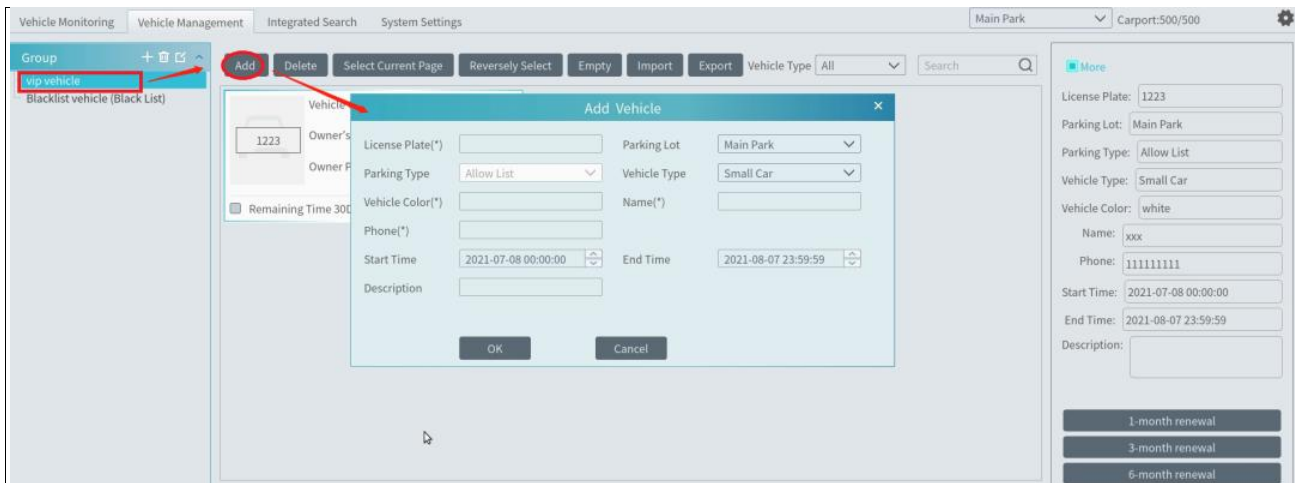 Vehicle Monitoring Vehicle Management Integrated Search System Settings Main Park Carport:500/500
Group
vip vehicle
Blacklist vehicle (Black List)
Add Delete Select Current Page Reversely Select Empty Import Export Vehicle Type All Search
Vehicle
1223
Owner's
Owner P
Remaining Time 30D
Add Vehicle
License Plate(*) Parking Lot Main Park
Parking Type Allow List Vehicle Type Small Car
Vehicle Color(*) Name(*)
Phone(*)
Start Time 2021-07-08 00:00:00 End Time 2021-08-07 23:59:59
Description
OK Cancel
More
License Plate: 1223
Parking Lot: Main Park
Parking Type: Allow List
Vehicle Type: Small Car
Vehicle Color: white
Name: xxx
Phone: 111111111
Start Time: 2021-07-08 00:00:00
End Time: 2021-08-07 23:59:59
Description:
1-month renewal
3-month renewal
6-month renewal